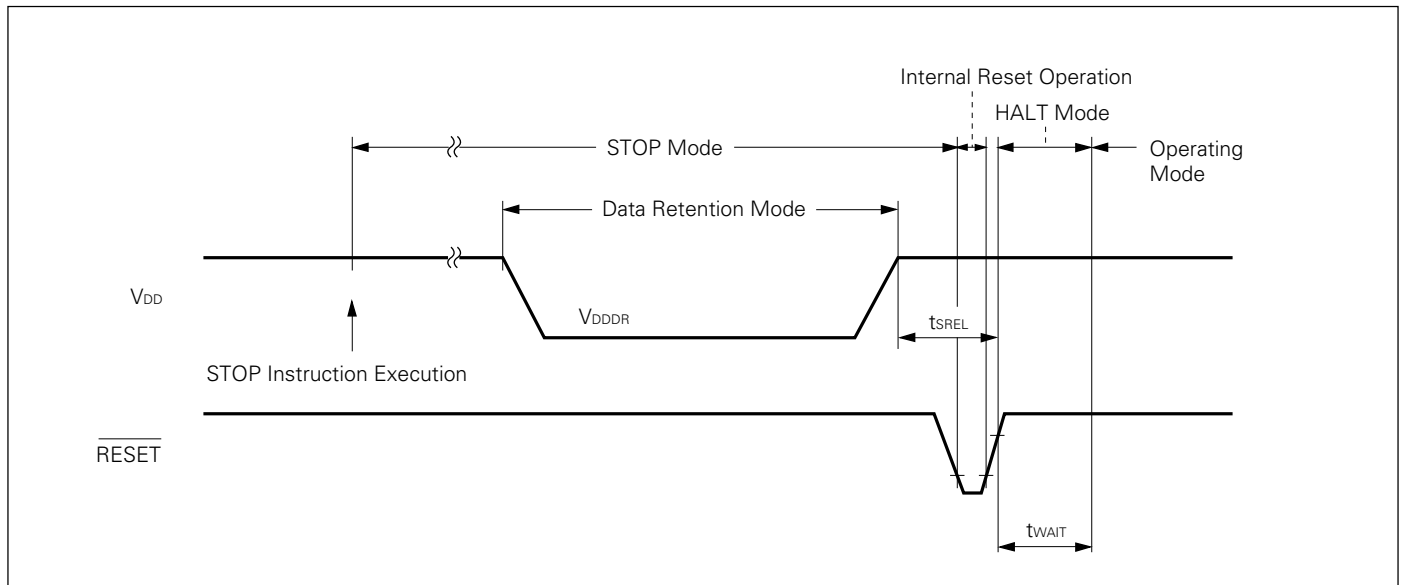 Internal Reset Operation
HALT Mode
STOP Mode
Operating
Mode
Data Retention Mode
VDD
VDDDR
tSREL
STOP Instruction Execution
RESET
tWAIT